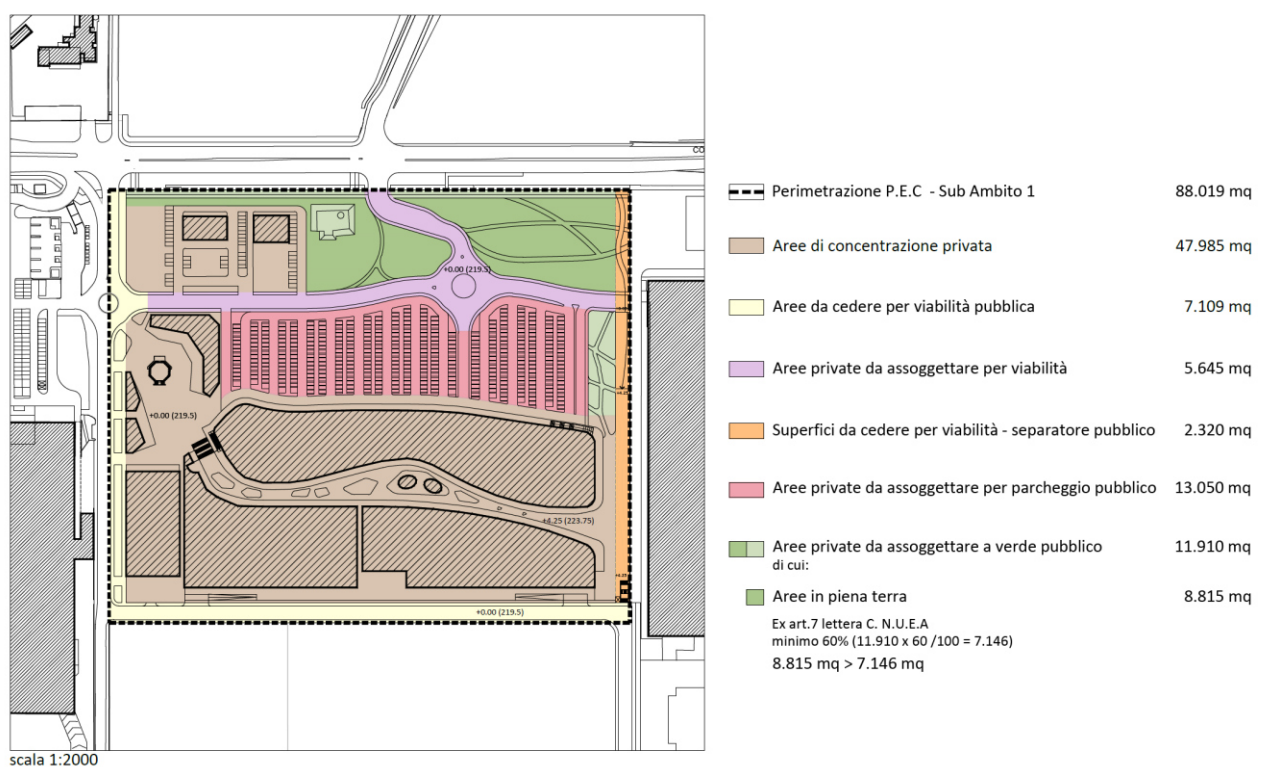 CO
+0.00 (219.5)
+0.00 (219.5)
+4.25 (223.75)
+0.00 (219.5)
scala 1:2000
Perimetrazione P.E.C - Sub Ambito 1 88.019 mq
Aree di concentrazione privata 47.985 mq
Aree da cedere per viabilità pubblica 7.109 mq
Aree private da assoggettare per viabilità 5.645 mq
Superfici da cedere per viabilità - separatore pubblico 2.320 mq
Aree private da assoggettare per parcheggio pubblico 13.050 mq
Aree private da assoggettare a verde pubblico 11.910 mq
di cui:
Aree in piena terra 8.815 mq
Ex art.7 lettera C. N.U.E.A
minimo 60% (11.910 x 60 /100 = 7.146)
8.815 mq > 7.146 mq